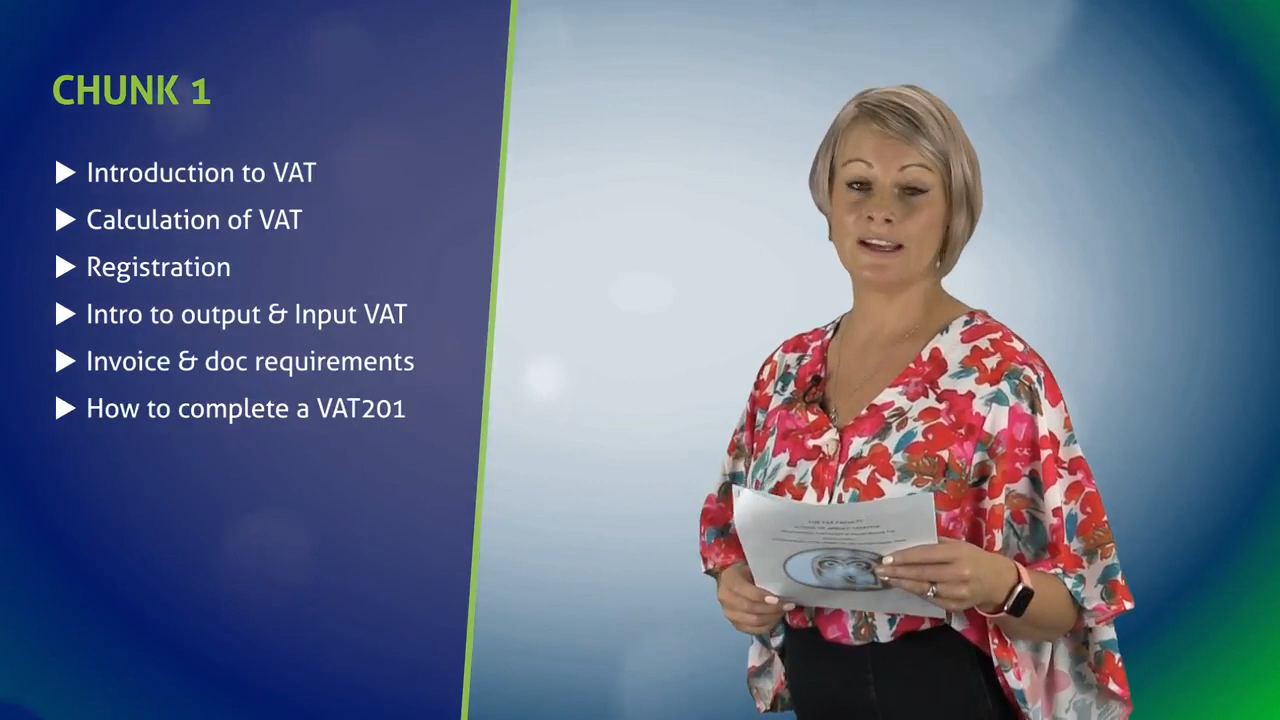 CHUNK 1
Introduction to VAT
Calculation of VAT
Registration
Intro to output & Input VAT
Invoice & doc requirements
How to complete a VAT201